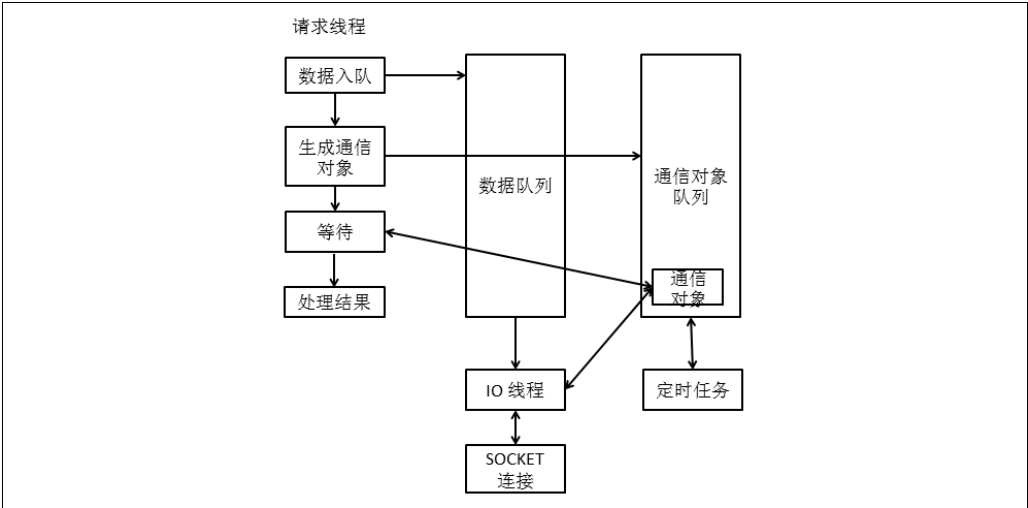 请求线程
数据入队
生成通信
对象
等待
处理结果
数据队列
通信对象
队列
通信
对象
IO 线程
定时任务
SOCKET
连接